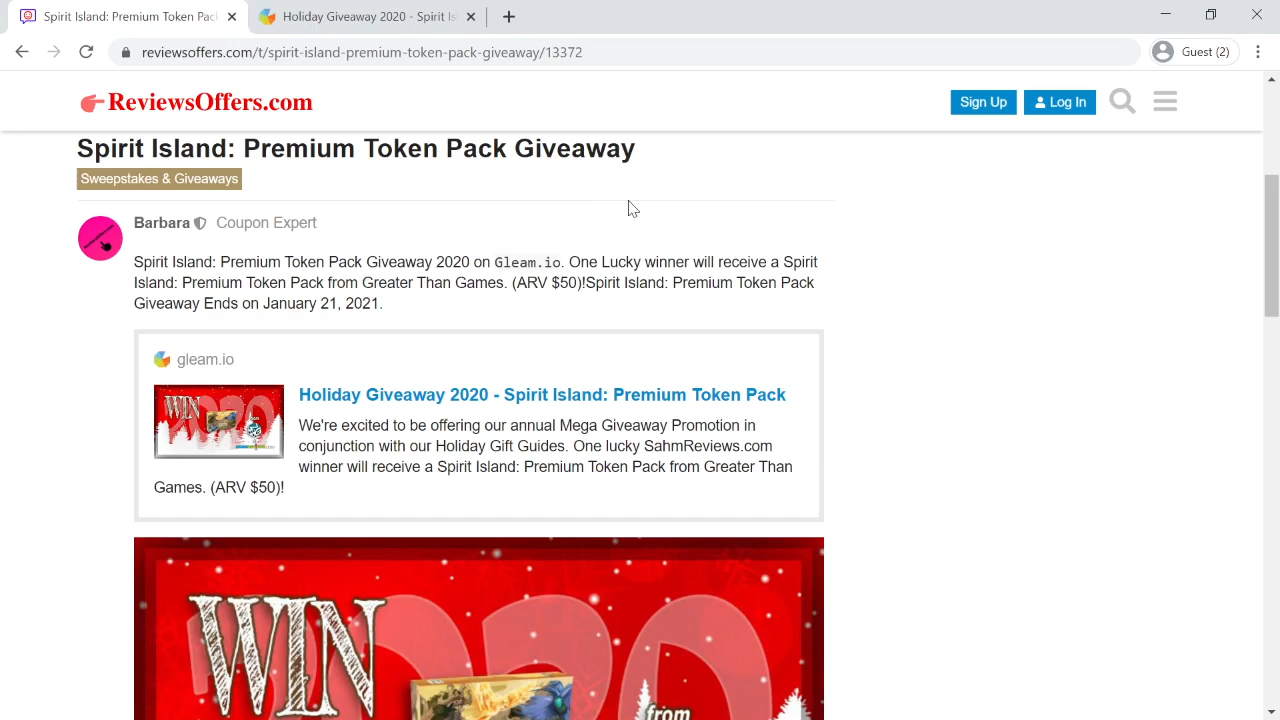 Spirit Island: Premium Token Pac
Holiday Giveaway 2020 - Spirit Is
reviewsoffers.com/t/spirit-island-premium-token-pack-giveaway/13372
Guest (2)
ReviewsOffers.com
Sign Up
Log In
Spirit Island: Premium Token Pack Giveaway
Sweepstakes & Giveaways
Barbara Coupon Expert
Spirit Island: Premium Token Pack Giveaway 2020 on Gleam.io. One Lucky winner will receive a Spirit
Island: Premium Token Pack from Greater Than Games. (ARV $50)!Spirit Island: Premium Token Pack
Giveaway Ends on January 21, 2021.
gleam.io
WIN
2020
from
Holiday Giveaway 2020 - Spirit Island: Premium Token Pack
We're excited to be offering our annual Mega Giveaway Promotion in
conjunction with our Holiday Gift Guides. One lucky SahmReviews.com
winner will receive a Spirit Island: Premium Token Pack from Greater Than
Games. (ARV $50)!
WIN
2020
from